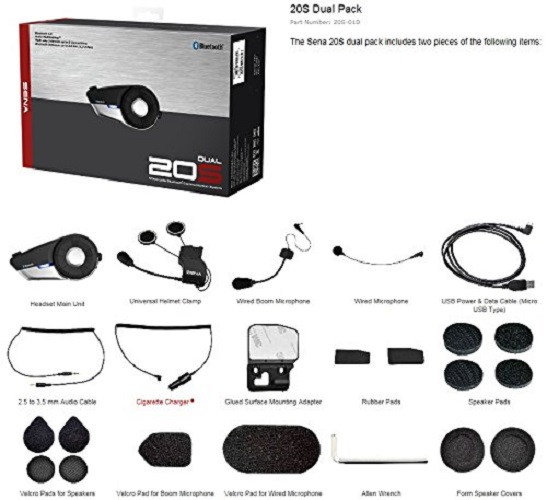 20S Dual Pack
Part Number: 20S-01D
The Sena 20S dual pack includes two pieces of the following items:
Bluetooth
SENA
DUAL
20S
Headset Main Unit
Universal Helmet Clamp
Wired Boom Microphone
Wired Microphone
USB Power & Data Cable (Micro
USB Type)
2.5 to 3.5 mm Audio Cable
Cigarette Charger
Glued Surface Mounting Adapter
Rubber Pads
Speaker Pads
Velcro Pads for Speakers
Velcro Pad for Boom Microphone
Velcro Pad for Wired Microphone
Allen Wrench
Form Speaker Covers